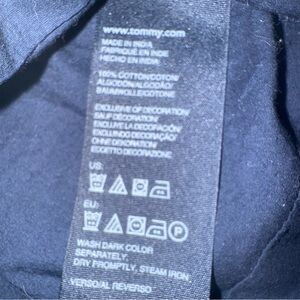 www.tommy.com
MADE IN INDIA
FABRIQUÉ EN INDE
HECHO EN INDIA
100% COTTON/COTON/
ALGODÓN/ALGODÃO/
BAUMWOLLE/COTONE
EXCLUSIVE OF DECORATION/
SAUF DÉCORATION/
EXCLUYE LA DECORACIÓN/
EXCLUINDO DECORAÇÃO/
OHNE DEKORATION/
ECCETTO DECORAZIONE
US:
EU:
P
WASH DARK COLOR
SEPARATELY.
DRY PROMPTLY, STEAM IRON.
VERSO/AL REVERSO